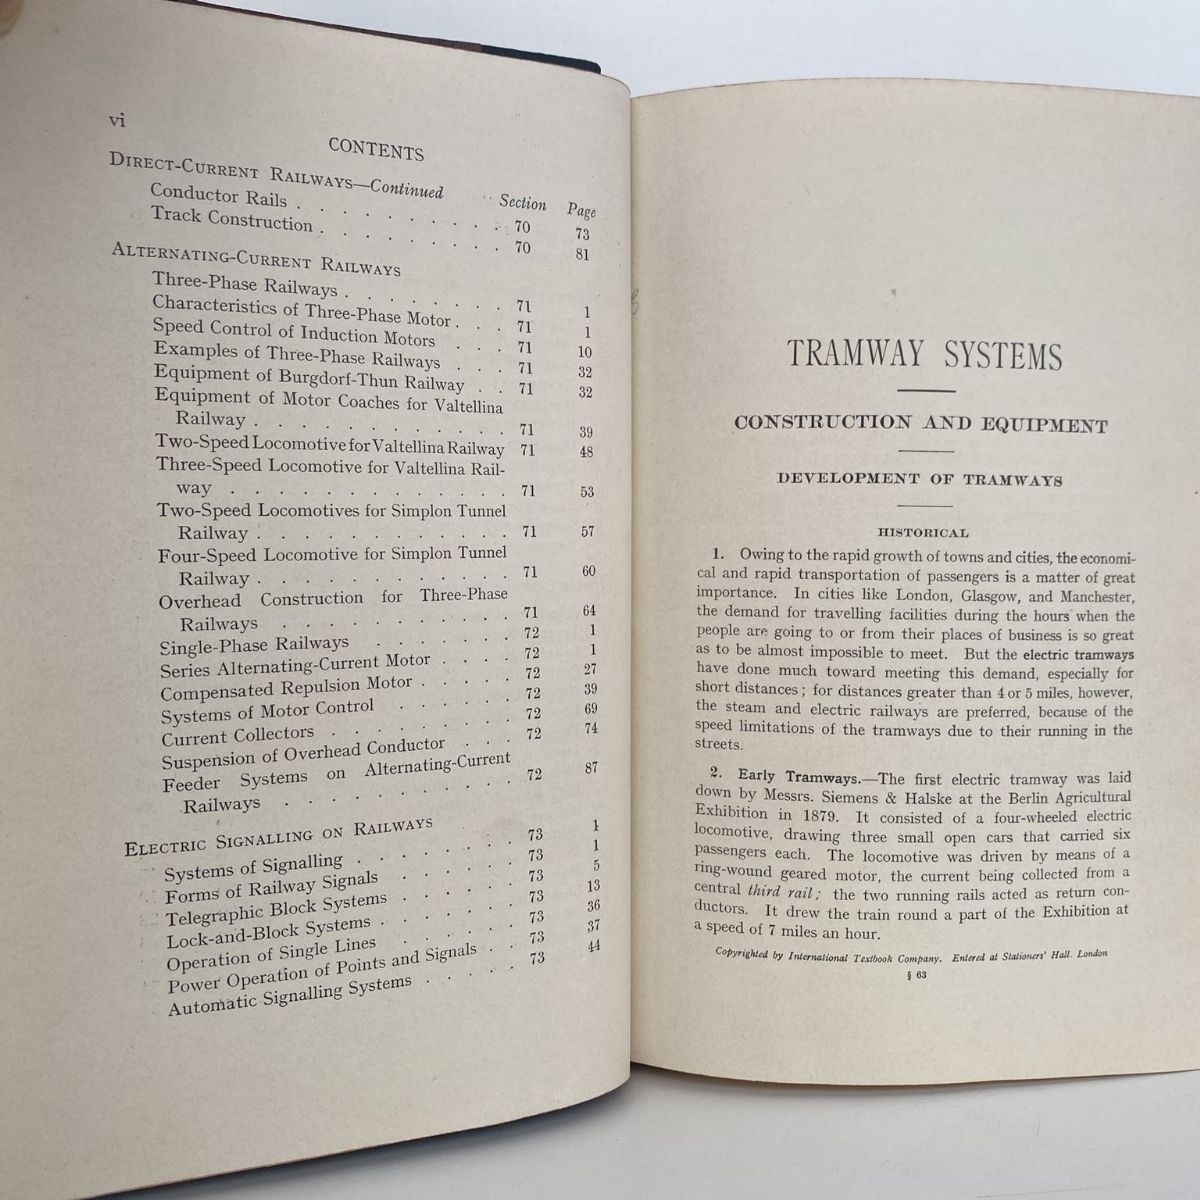 vi
CONTENTS
DIRECT-CURRENT RAILWAYS—Continued Section Page
Conductor Rails . . . . . . . . . 70 73
Track Construction . . . . . . . . 70 81
ALTERNATING-CURRENT RAILWAYS
Three-Phase Railways . . . . . . . 71 1
Characteristics of Three-Phase Motor . . . 71 1
Speed Control of Induction Motors . . . 71 10
Examples of Three-Phase Railways . . . 71 32
Equipment of Burgdorf-Thun Railway . . 71 32
Equipment of Motor Coaches for Valtellina
Railway . . . . . . . . . . . . 71 39
Two-Speed Locomotive for Valtellina Railway 71 48
Three-Speed Locomotive for Valtellina Rail-
way . . . . . . . . . . . . . 71 53
Two-Speed Locomotives for Simplon Tunnel
Railway . . . . . . . . . . . . 71 57
Four-Speed Locomotive for Simplon Tunnel
Railway . . . . . . . . . . . . 71 60
Overhead Construction for Three-Phase
Railways . . . . . . . . . . . 71 64
Single-Phase Railways . . . . . . 72 1
Series Alternating-Current Motor . . . . 72 1
Compensated Repulsion Motor . . . . . 72 27
Systems of Motor Control . . . . . 72 39
Current Collectors . . . . . . . 72 69
Suspension of Overhead Conductor . . . 72 74
Feeder Systems on Alternating-Current
Railways . . . . . . . . . . 72 87
ELECTRIC SIGNALLING ON RAILWAYS
Systems of Signalling . . . . . . . 73 1
Forms of Railway Signals . . . . . . 73 1
Telegraphic Block Systems . . . . . . 73 5
Lock-and-Block Systems . . . . . . 73 13
Operation of Single Lines . . . . . . 73 36
Power Operation of Points and Signals . . 73 37
Automatic Signalling Systems . . . . . 73 44
TRAMWAY SYSTEMS
CONSTRUCTION AND EQUIPMENT
DEVELOPMENT OF TRAMWAYS
HISTORICAL
1. Owing to the rapid growth of towns and cities, the economi-
cal and rapid transportation of passengers is a matter of great
importance. In cities like London, Glasgow, and Manchester,
the demand for travelling facilities during the hours when the
people are going to or from their places of business is so great
as to be almost impossible to meet. But the electric tramways
have done much toward meeting this demand, especially for
short distances; for distances greater than 4 or 5 miles, however,
the steam and electric railways are preferred, because of the
speed limitations of the tramways due to their running in the
streets.
2. Early Tramways.—The first electric tramway was laid
down by Messrs. Siemens & Halske at the Berlin Agricultural
Exhibition in 1879. It consisted of a four-wheeled electric
locomotive, drawing three small open cars that carried six
passengers each. The locomotive was driven by means of a
ring-wound geared motor, the current being collected from a
central third rail; the two running rails acted as return con-
ductors. It drew the train round a part of the Exhibition at
a speed of 7 miles an hour.
Copyrighted by International Textbook Company. Entered at Stationers' Hall. London
§ 63